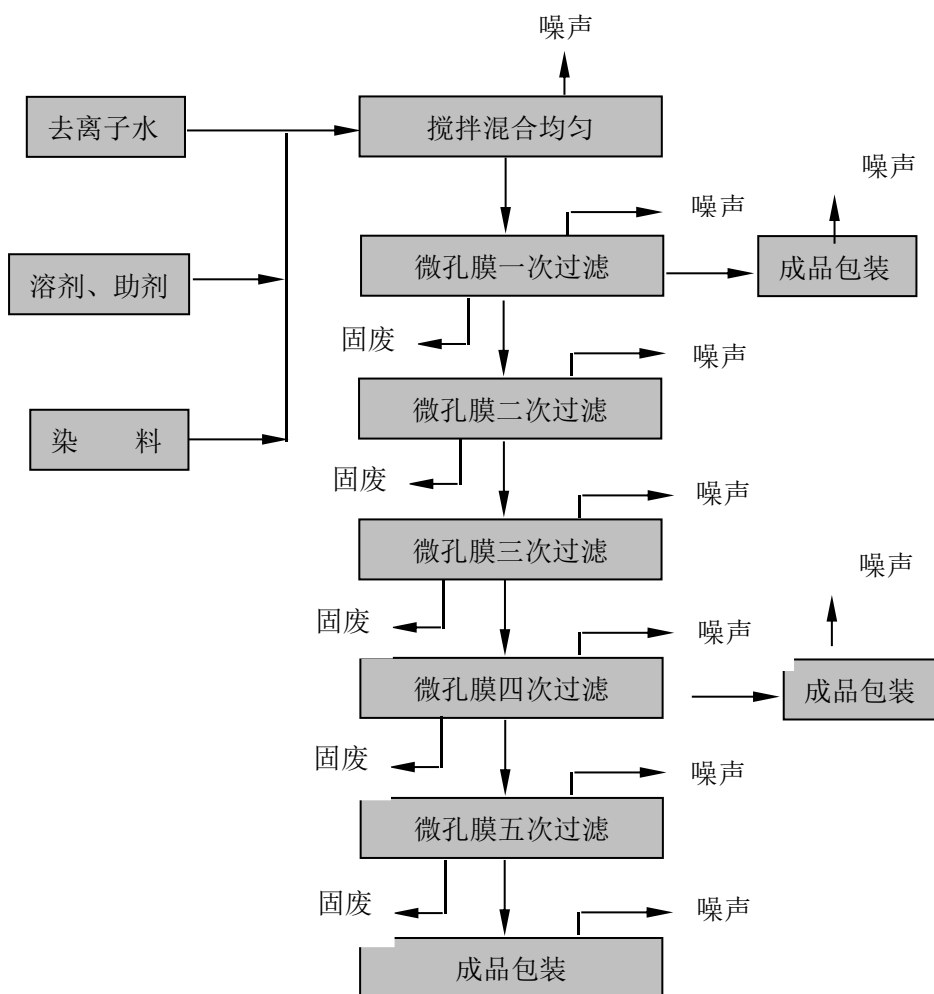 噪声
去离子水
搅拌混合均匀
噪声
噪声
微孔膜一次过滤
成品包装
溶剂、助剂
固废
噪声
微孔膜二次过滤
染 料
固废
噪声
微孔膜三次过滤
噪声
固废
噪声
微孔膜四次过滤
成品包装
固废
噪声
微孔膜五次过滤
固废
噪声
成品包装